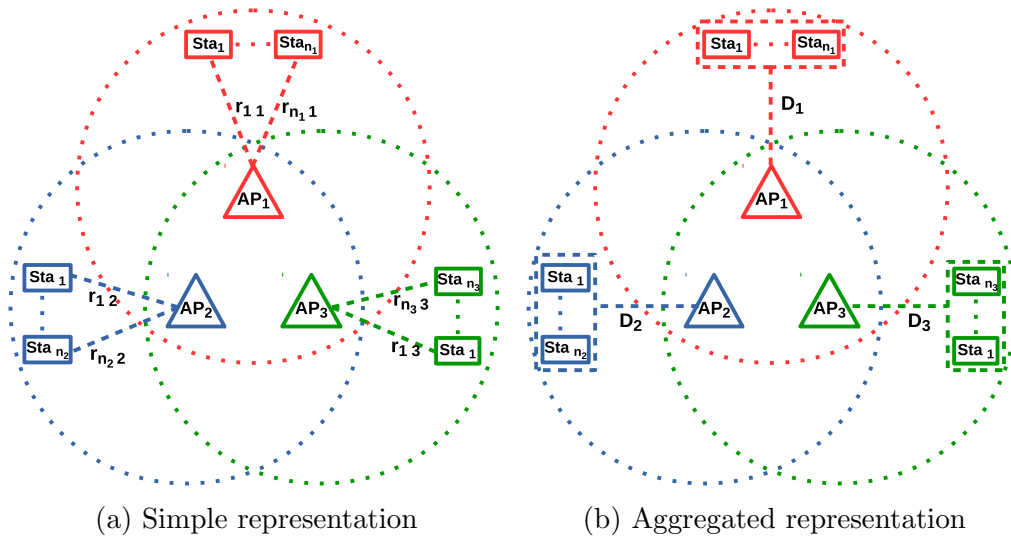 Sta₁ Staₙ₁
r₁ ₁ rₙ₁ ₁
AP₁
Sta ₁
r₁ ₂
AP₂
Sta ₙ₂
rₙ₂ ₂
AP₃
Sta ₙ₃
rₙ₃ ₃
r₁ ₃
Sta ₁
(a) Simple representation
Sta₁ Staₙ₁
D₁
AP₁
Sta ₁
Sta ₙ₂
D₂
AP₂
AP₃
D₃
Sta ₙ₃
Sta ₁
(b) Aggregated representation